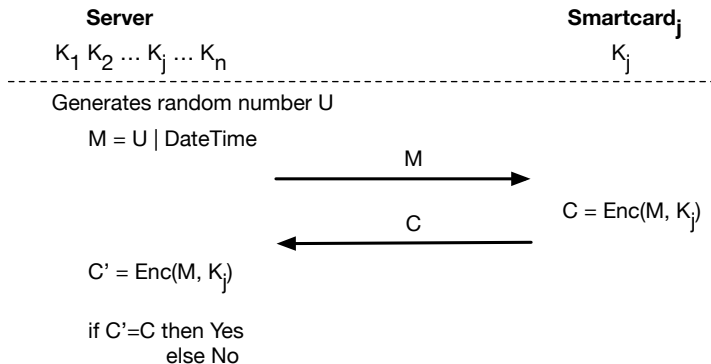 Server Smartcardj
K1 K2 ... Kj ... Kn Kj
Generates random number U
M = U | DateTime
M
C = Enc(M, Kj)
C
C' = Enc(M, Kj)
if C'=C then Yes
else No